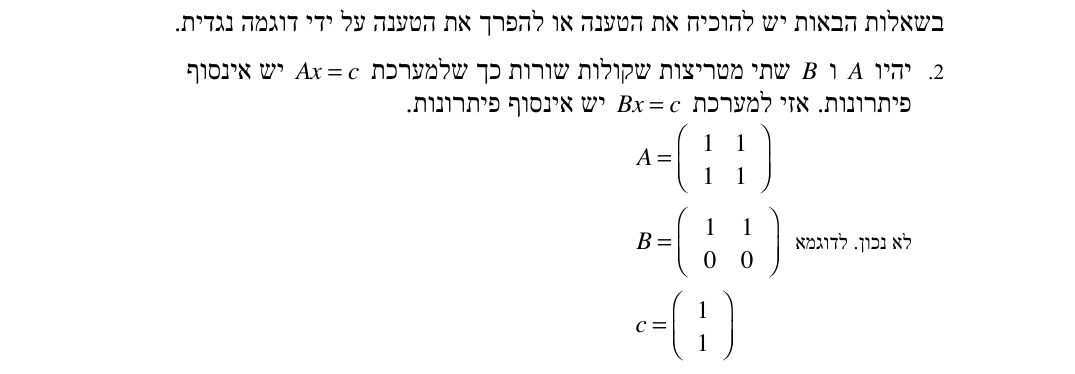 בשאלות הבאות יש להוכיח את הטענה או להפרך את הטענה על ידי דוגמה נגדית.
2. יהיו A ו B שתי מטריצות שקולות שורות כך שלמערכת Ax = c יש אינסוף
פיתרונות. אזי למערכת Bx = c יש אינסוף פיתרונות.
A = ( 1 1
1 1 )
לא נכון. לדוגמא B = ( 1 1
0 0 )
c = ( 1
1 )